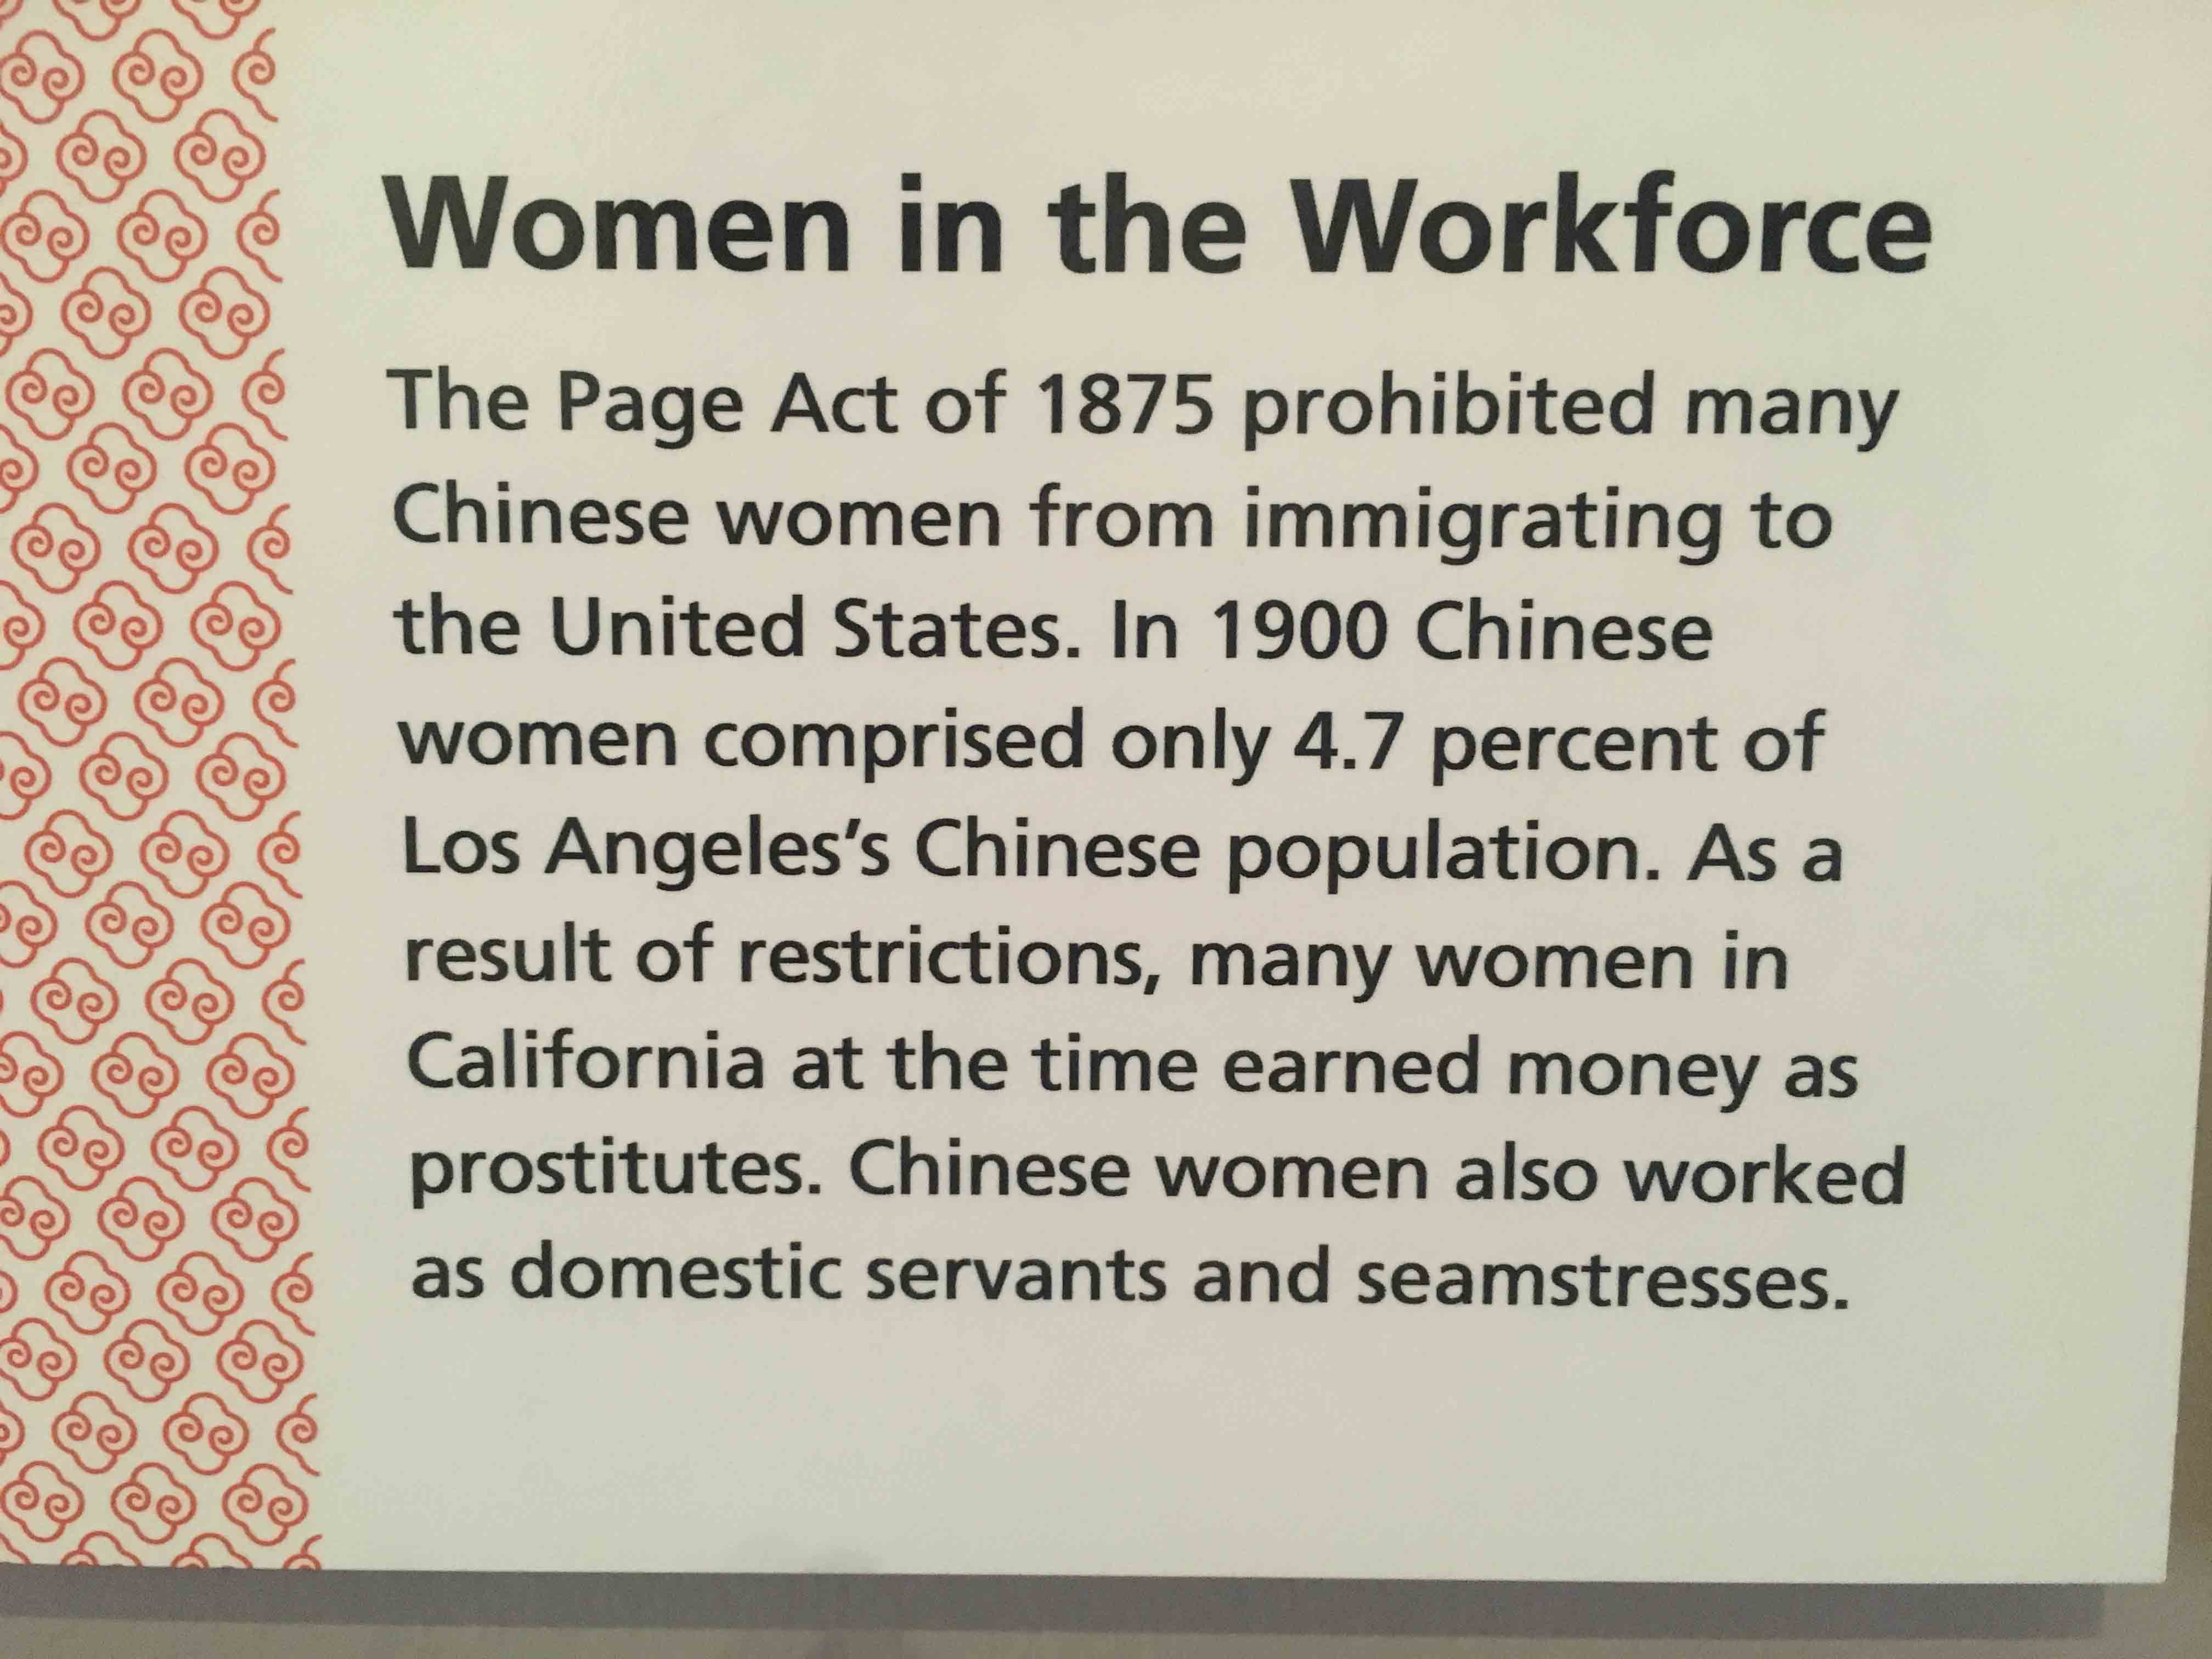 Women in the Workforce
The Page Act of 1875 prohibited many
Chinese women from immigrating to
the United States. In 1900 Chinese
women comprised only 4.7 percent of
Los Angeles’s Chinese population. As a
result of restrictions, many women in
California at the time earned money as
prostitutes. Chinese women also worked
as domestic servants and seamstresses.